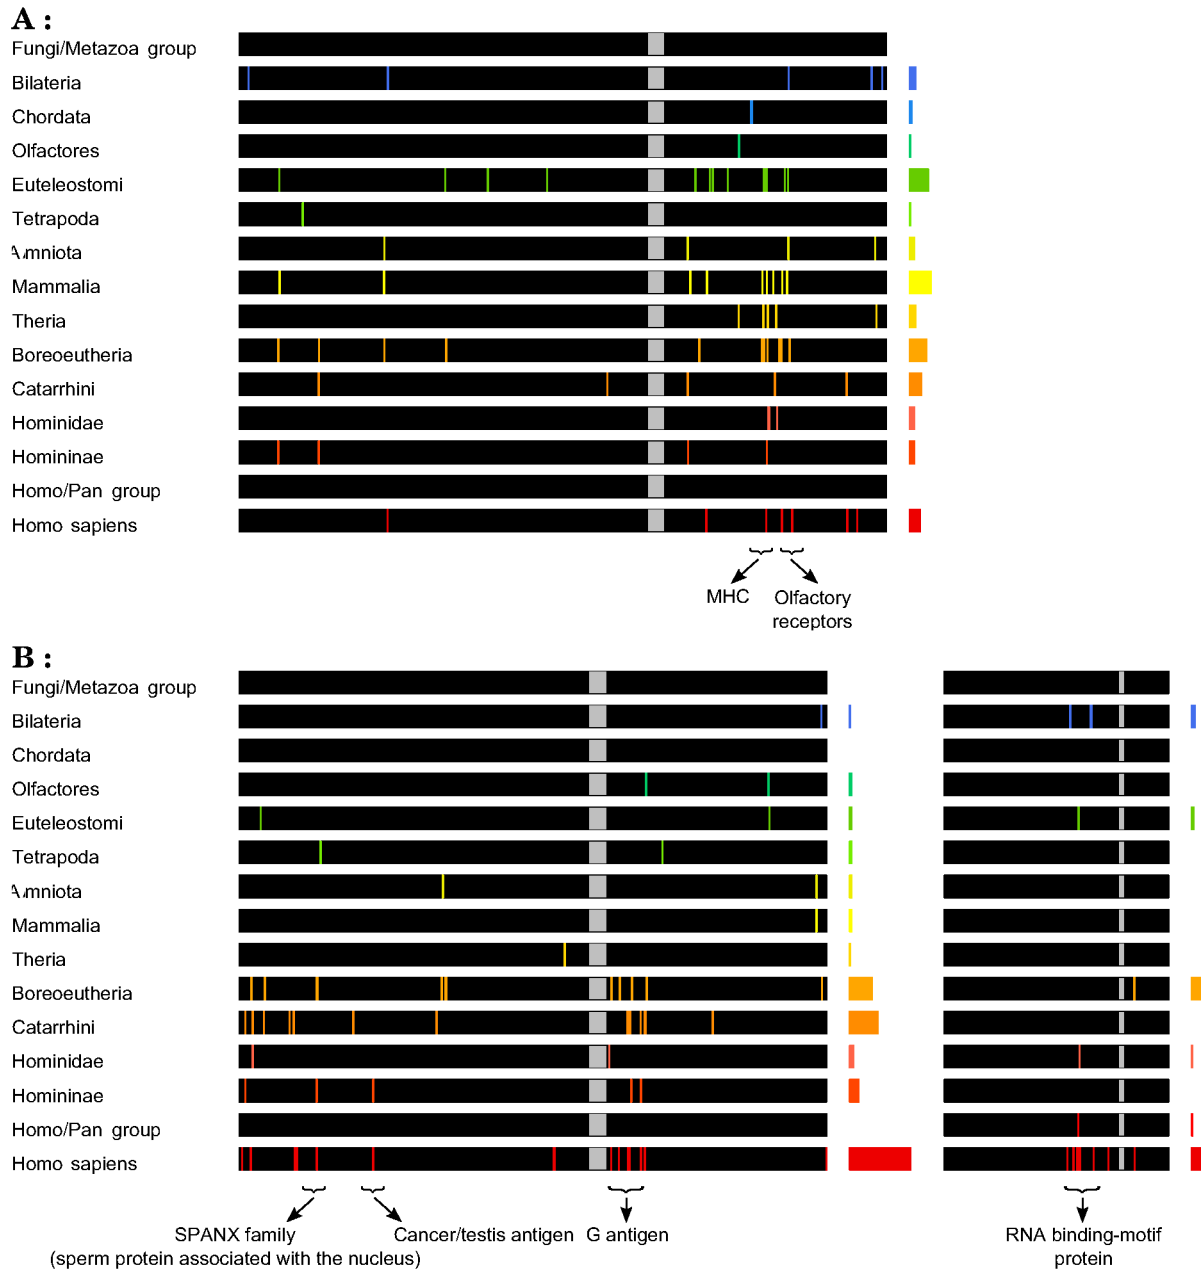 A :
Fungi/Metazoa group
Bilateria
Chordata
Olfactores
Euteleostomi
Tetrapoda
Amniota
Mammalia
Theria
Boreoeutheria
Catarrhini
Hominidae
Homininae
Homo/Pan group
Homo sapiens
MHC
Olfactory
receptors
B :
Fungi/Metazoa group
Bilateria
Chordata
Olfactores
Euteleostomi
Tetrapoda
Amniota
Mammalia
Theria
Boreoeutheria
Catarrhini
Hominidae
Homininae
Homo/Pan group
Homo sapiens
SPANX family
(sperm protein associated with the nucleus)
Cancer/testis antigen
G antigen
RNA binding-motif
protein